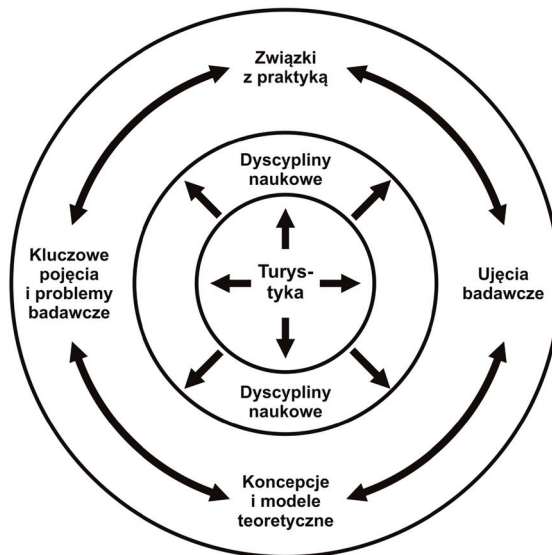 Związki
z praktyką
Dyscypliny
naukowe
Kluczowe
pojęcia
i problemy
badawcze
Turys-
tyka
Ujęcia
badawcze
Dyscypliny
naukowe
Koncepcje
i modele
teoretyczne